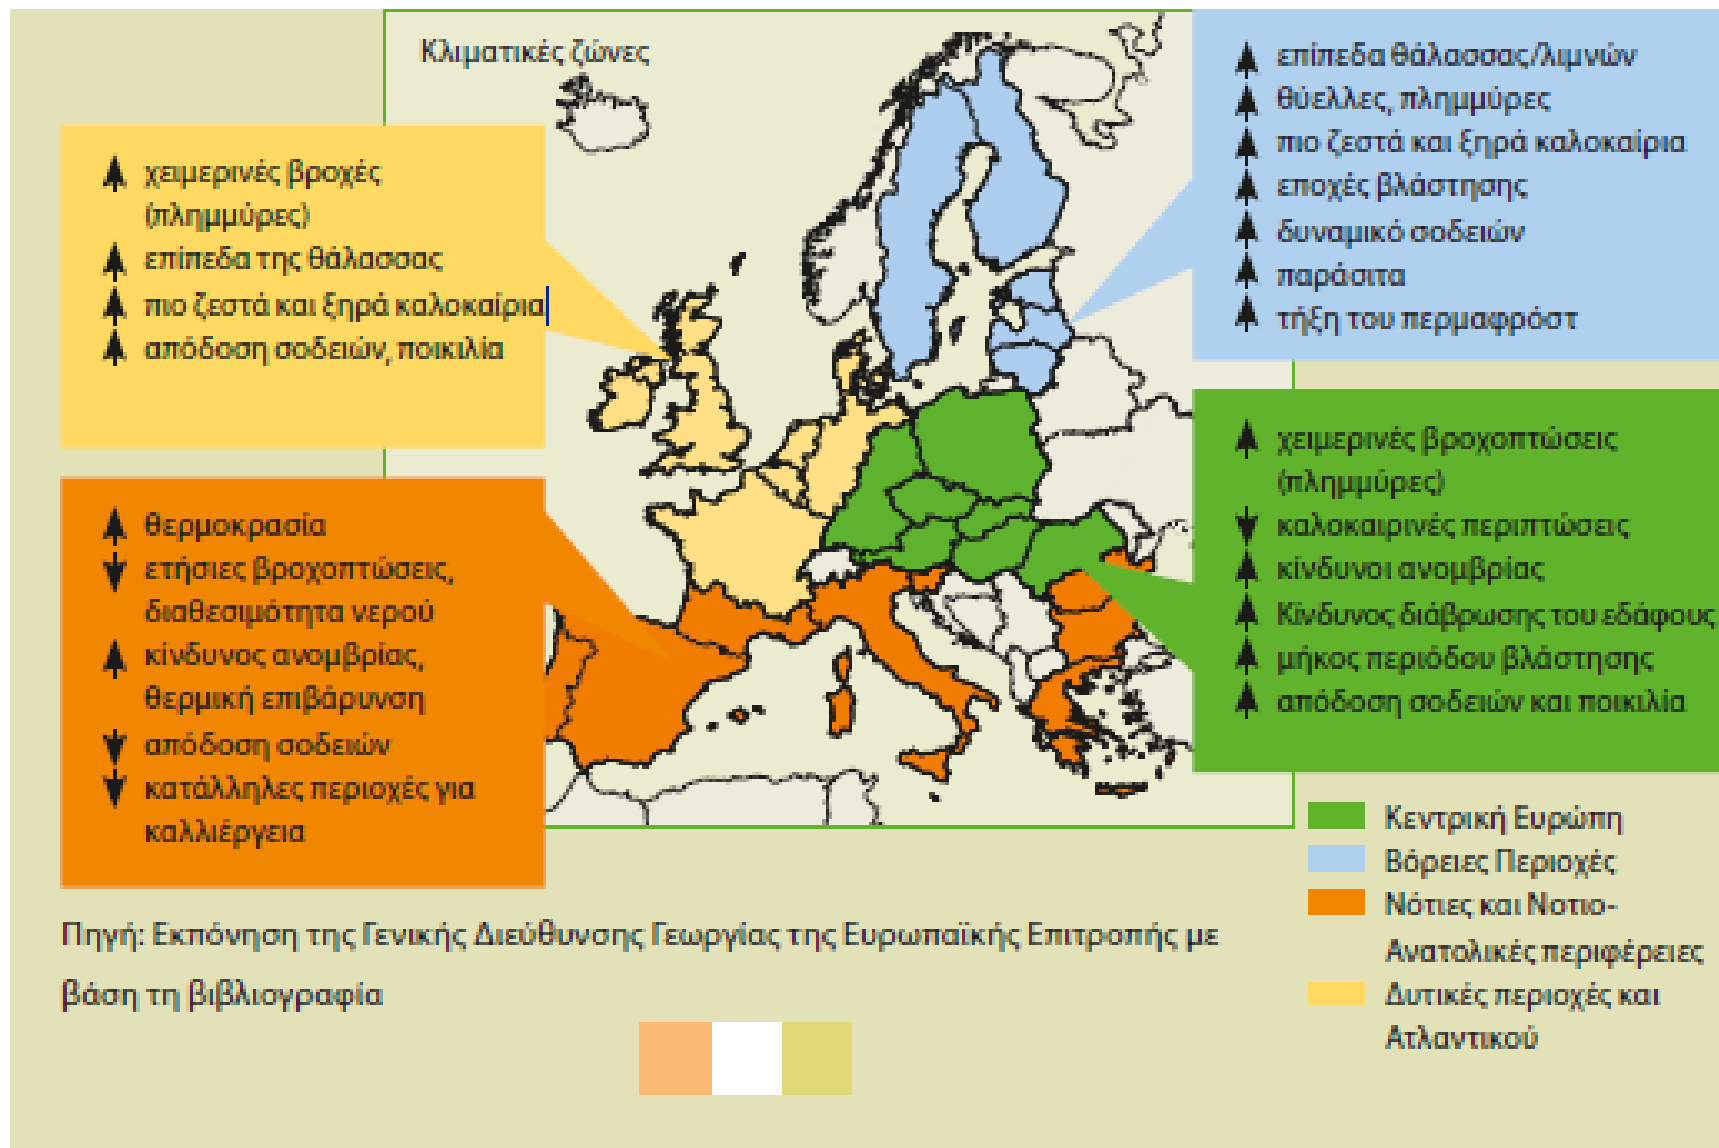 Κλιματικές ζώνες
χειμερινές βροχές
(πλημμύρες)
επίπεδα της θάλασσας
πιο ζεστά και ξηρά καλοκαίρια
απόδοση σοδειών, ποικιλία
θερμοκρασία
ετήσιες βροχοπτώσεις,
διαθεσιμότητα νερού
κίνδυνος ανομβρίας,
θερμική επιβάρυνση
απόδοση σοδειών
κατάλληλες περιοχές για
καλλιέργεια
επίπεδα θάλασσας/λιμνών
θύελλες, πλημμύρες
πιο ζεστά και ξηρά καλοκαίρια
εποχές βλάστησης
δυναμικό σοδειών
παράσιτα
τήξη του περμαφρόστ
χειμερινές βροχοπτώσεις
(πλημμύρες)
καλοκαιρινές περιπτώσεις
κίνδυνοι ανομβρίας
Κίνδυνος διάβρωσης του εδάφους
μήκος περιόδου βλάστησης
απόδοση σοδειών και ποικιλία
Κεντρική Ευρώπη
Βόρειες Περιοχές
Νότιες και Νοτιο-
Ανατολικές περιφέρειες
Δυτικές περιοχές και
Ατλαντικού
Πηγή: Εκπόνηση της Γενικής Διεύθυνσης Γεωργίας της Ευρωπαϊκής Επιτροπής με
βάση τη βιβλιογραφία